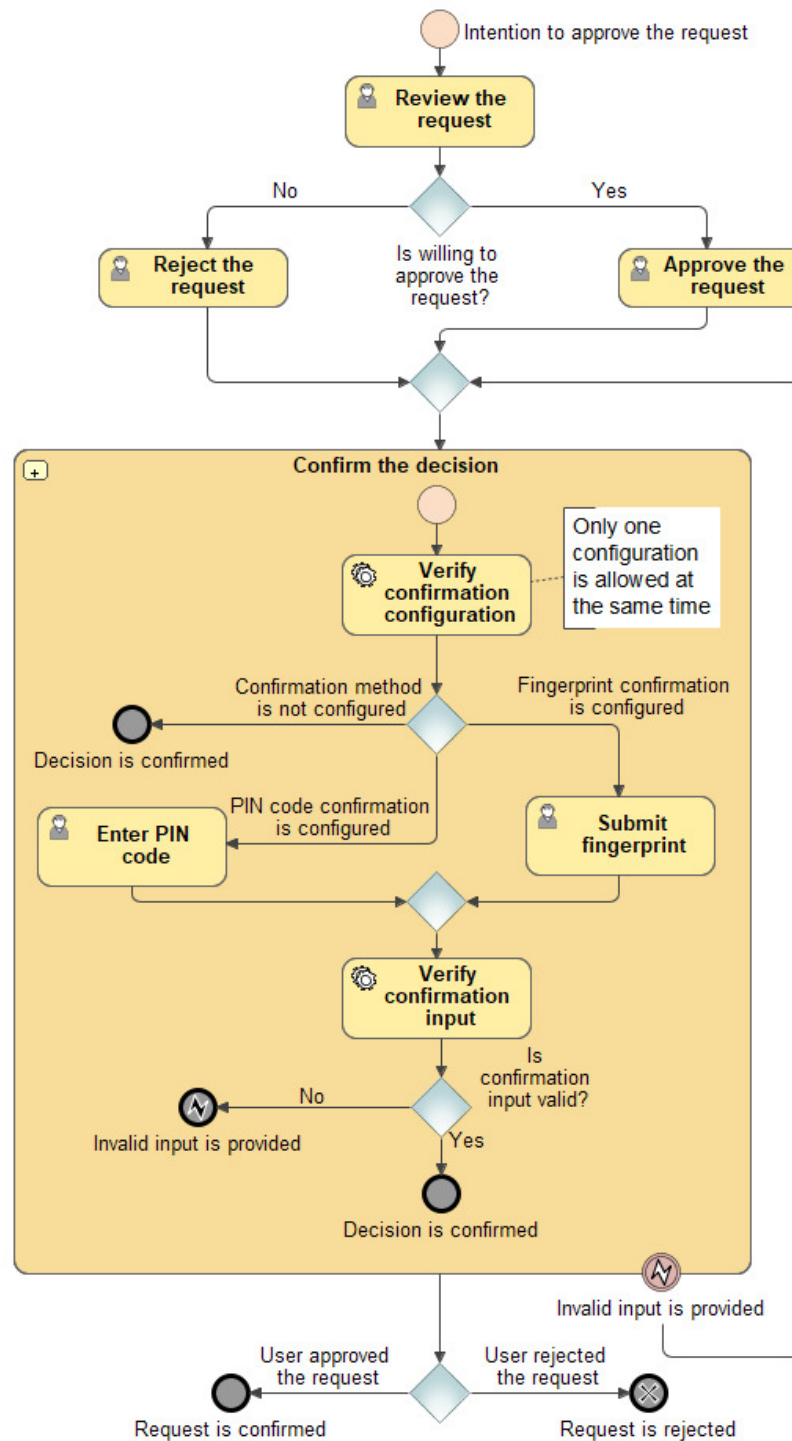 Intention to approve the request
Review the
request
No
Yes
Is willing to
approve the
request?
Reject the
request
Approve the
request
Confirm the decision
+
Verify
confirmation
configuration
Only one
configuration
is allowed at
the same time
Confirmation method
is not configured
Fingerprint confirmation
is configured
Decision is confirmed
PIN code confirmation
is configured
Enter PIN
code
Submit
fingerprint
Verify
confirmation
input
Is
confirmation
input valid?
No
Invalid input is provided
Yes
Decision is confirmed
Invalid input is provided
User approved
the request
User rejected
the request
Request is confirmed
Request is rejected